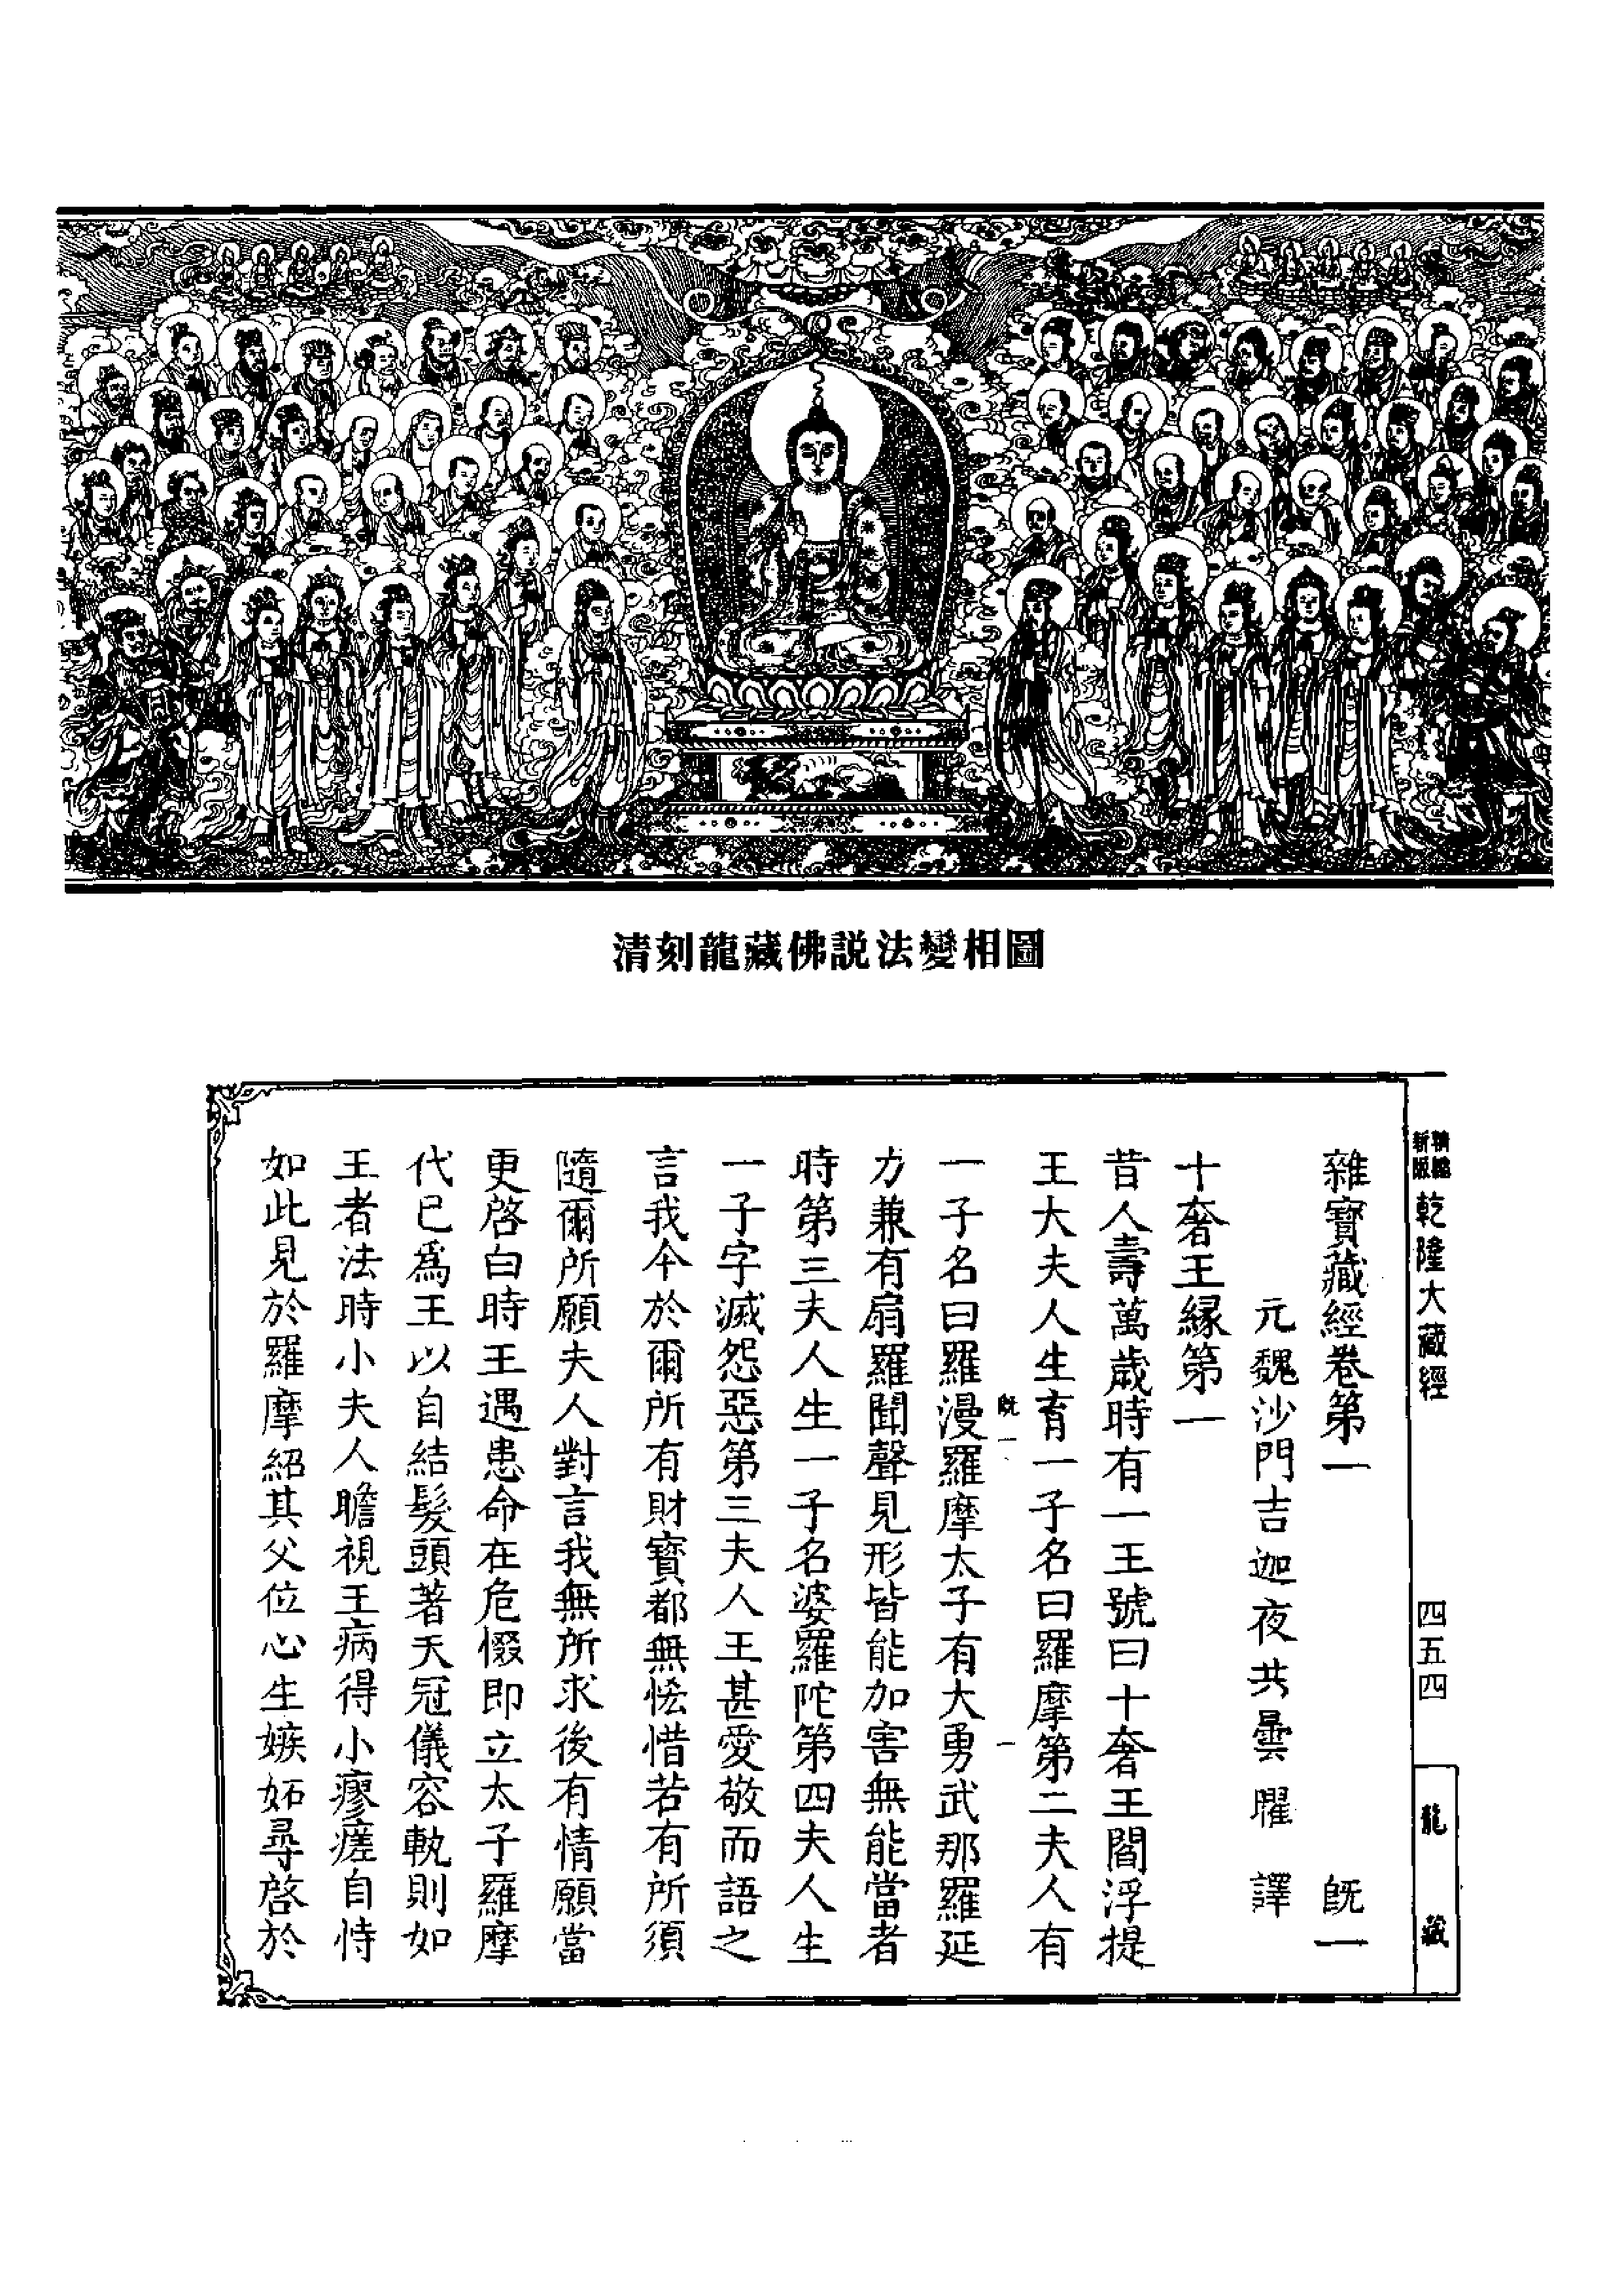 清刻龍藏佛説法變相圖
新版 精縮 乾隆大藏經 四五四 龍藏
雜寶藏經卷第一 旣一
元魏沙門吉迦夜共曇曜譯
十奢王縁第一
昔人壽萬歲時有一王號曰十奢王閻浮提
王大夫人生育一子名曰羅摩第二夫人有
旣一 一
一子名曰羅漫羅摩太子有大勇武那羅延
力兼有扇羅聞聲見形皆能加害無能當者
時第三夫人生一子名婆羅陀第四夫人生
一子字滅怨惡第三夫人王甚愛敬而語之
言我今於爾所有財寶都無悋惜若有所須
隨爾所願夫人對言我無所求後有情願當
更啓白時王遇患命在危惙即立太子羅摩
代已爲王以自結髮頭著天冠儀容軌則如
王者法時小夫人瞻視王病得小瘳瘥自恃
如此見於羅摩紹其父位心生嫉妬尋啓於